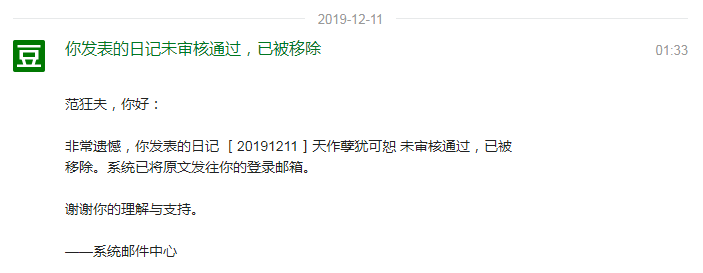 2019-12-11
豆
你发表的日记未审核通过，已被移除
01:33
范狂夫，你好：
非常遗憾，你发表的日记 [ 20191211 ] 天作孽犹可恕 未审核通过，已被
移除。系统已将原文发往你的登录邮箱。
谢谢你的理解与支持。
——系统邮件中心